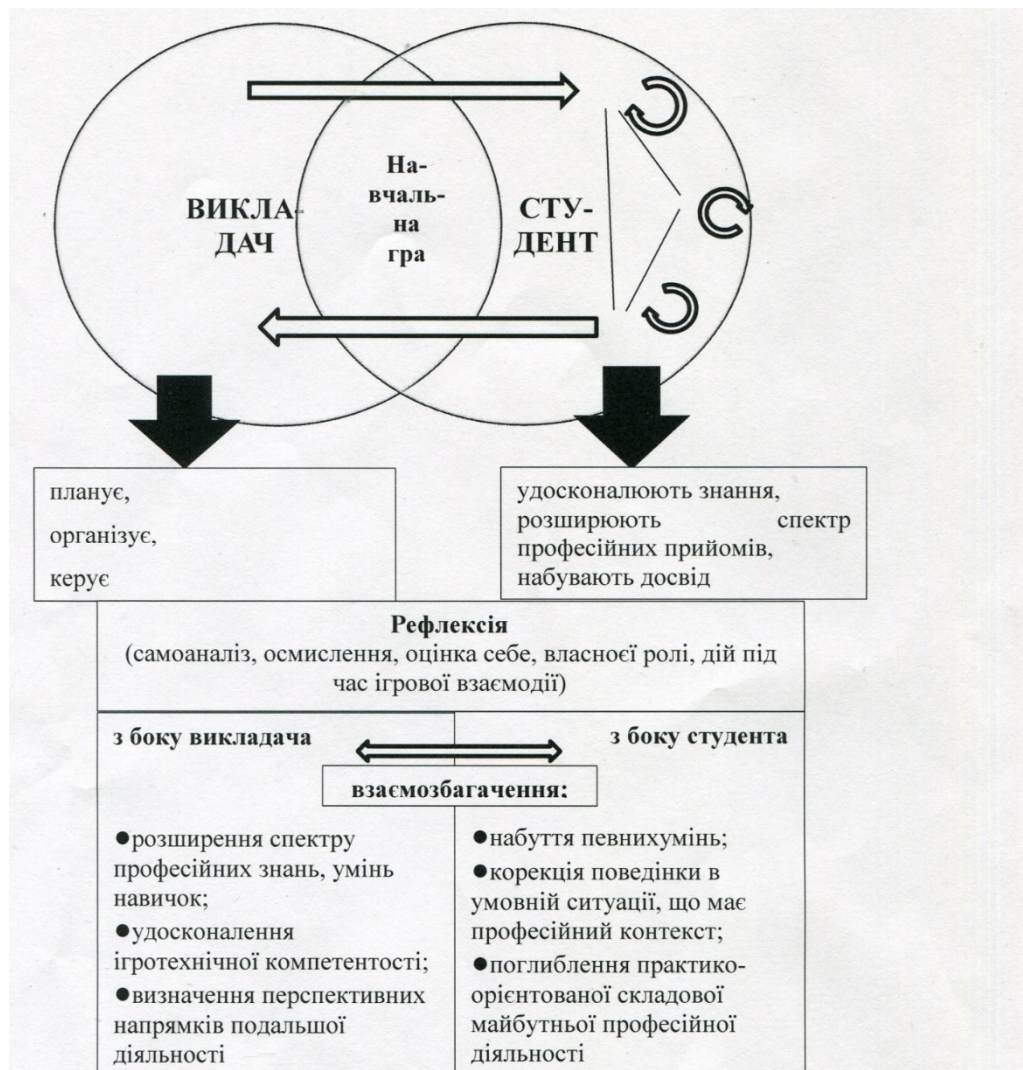 ВИКЛА-
ДАЧ
На-
вчаль-
на
гра
СТУ-
ДЕНТ
планує,
організує,
керує
удосконалюють знання,
розширюють спектр
професійних прийомів,
набувають досвід
Рефлексія
(самоаналіз, осмислення, оцінка себе, власноєї ролі, дій під
час ігрової взаємодії)
з боку викладача
з боку студента
взаємозбагачення:
●розширення спектру
професійних знань, умінь
навичок;
●удосконалення
ігротехнічної компетентості;
●визначення перспективних
напрямків подальшої
діяльності
●набуття певнихумінь;
●корекція поведінки в
умовній ситуації, що має
професійний контекст;
●поглиблення практико-
орієнтованої складової
майбутньої професійної
діяльності